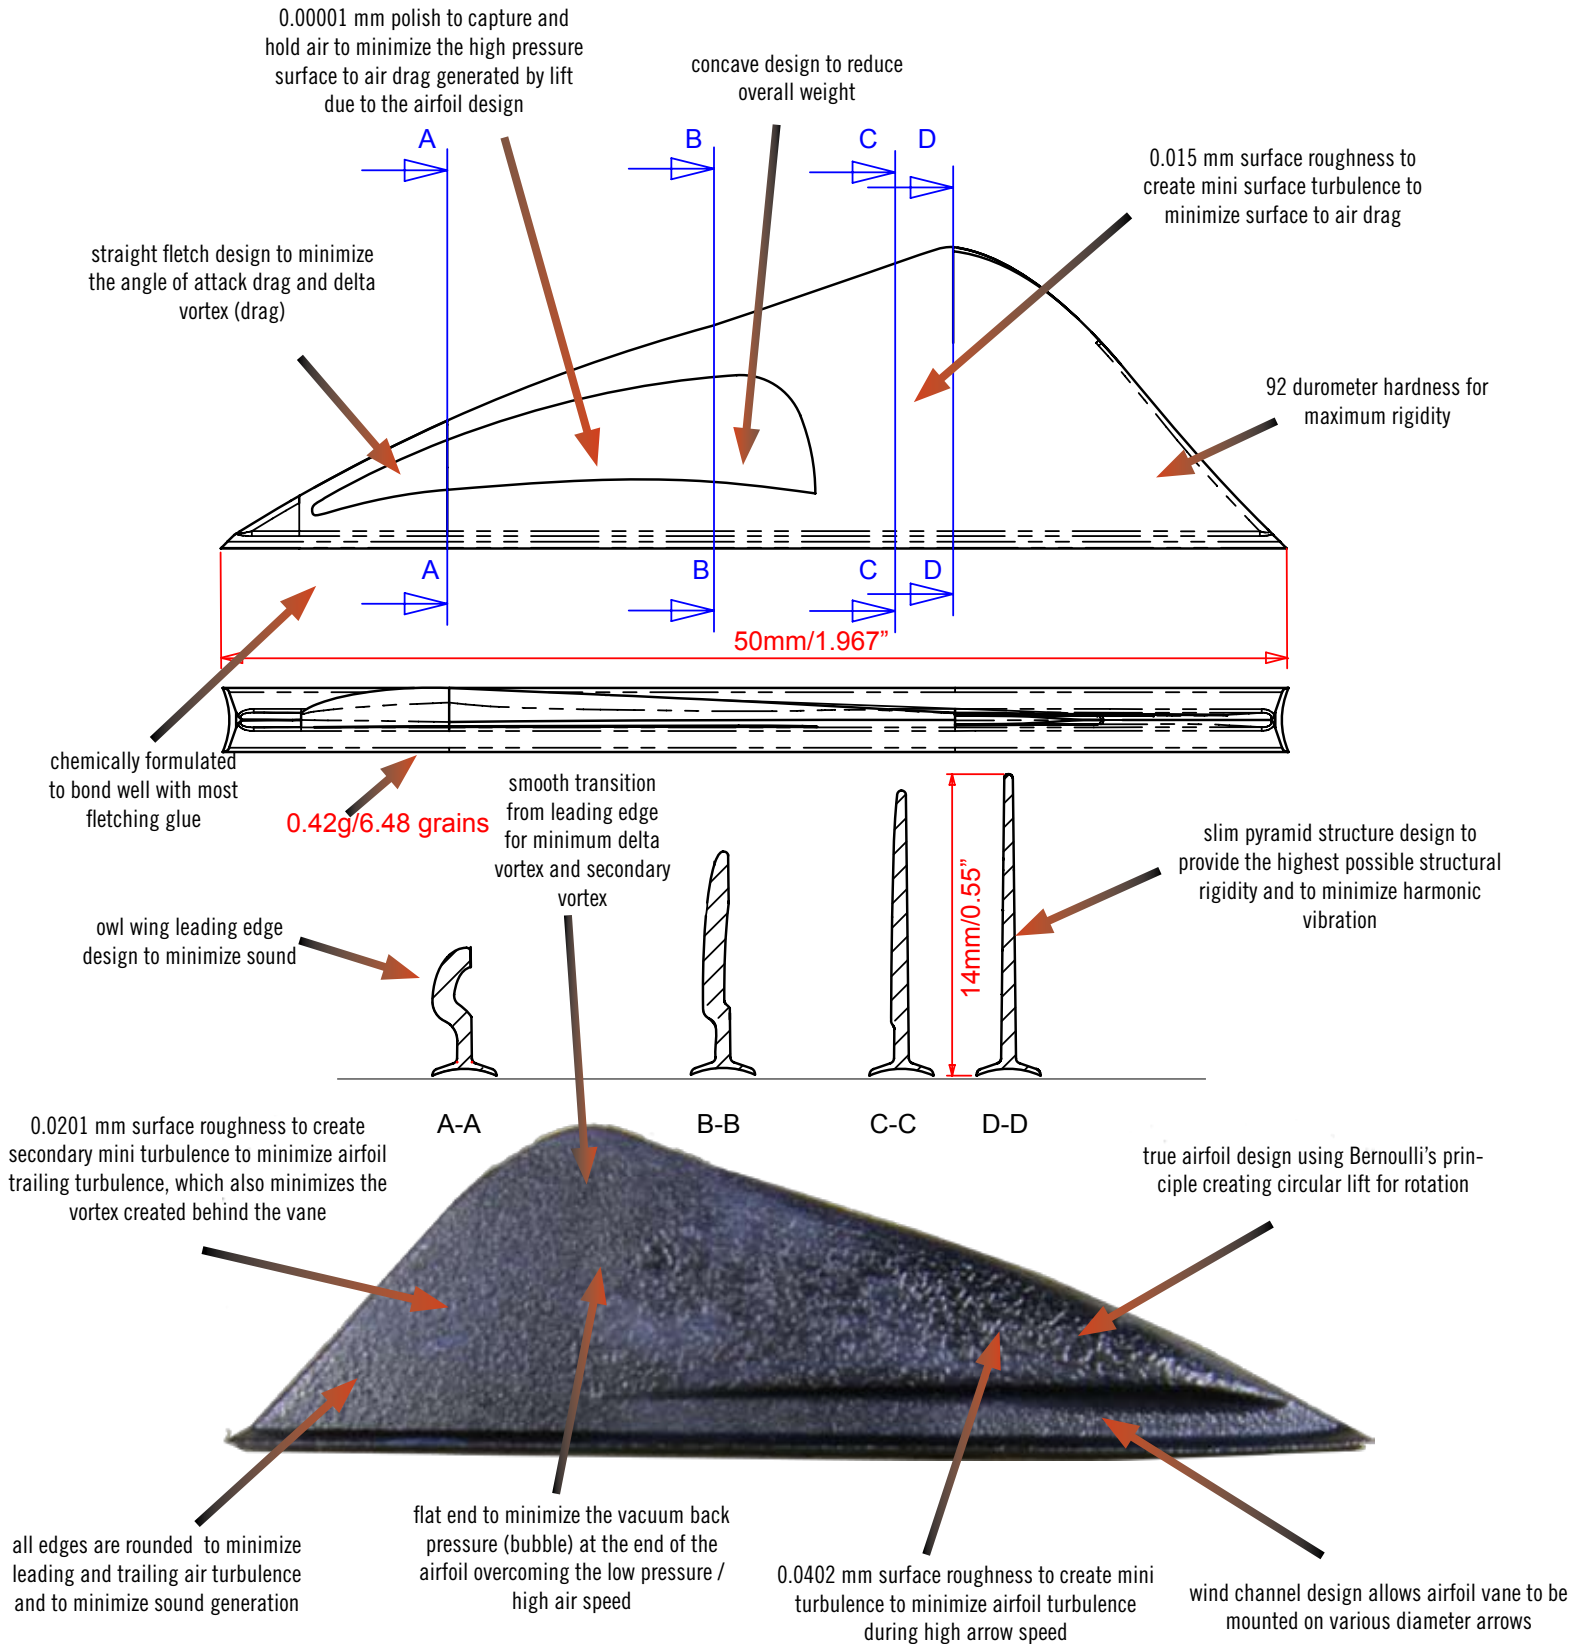 0.00001 mm polish to capture and
hold air to minimize the high pressure
surface to air drag generated by lift
due to the airfoil design
concave design to reduce
overall weight
A
B
C
D
0.015 mm surface roughness to
create mini surface turbulence to
minimize surface to air drag
straight fletch design to minimize
the angle of attack drag and delta
vortex (drag)
92 durometer hardness for
maximum rigidity
A
B
C
D
50mm/1.967”
chemically formulated
to bond well with most
fletching glue
0.42g/6.48 grains
smooth transition
from leading edge
for minimum delta
vortex and secondary
vortex
14mm/0.55”
slim pyramid structure design to
provide the highest possible structural
rigidity and to minimize harmonic
vibration
owl wing leading edge
design to minimize sound
A-A
B-B
C-C
D-D
0.0201 mm surface roughness to create
secondary mini turbulence to minimize airfoil
trailing turbulence, which also minimizes the
vortex created behind the vane
true airfoil design using Bernoulli’s prin-
ciple creating circular lift for rotation
all edges are rounded to minimize
leading and trailing air turbulence
and to minimize sound generation
flat end to minimize the vacuum back
pressure (bubble) at the end of the
airfoil overcoming the low pressure /
high air speed
0.0402 mm surface roughness to create mini
turbulence to minimize airfoil turbulence
during high arrow speed
wind channel design allows airfoil vane to be
mounted on various diameter arrows